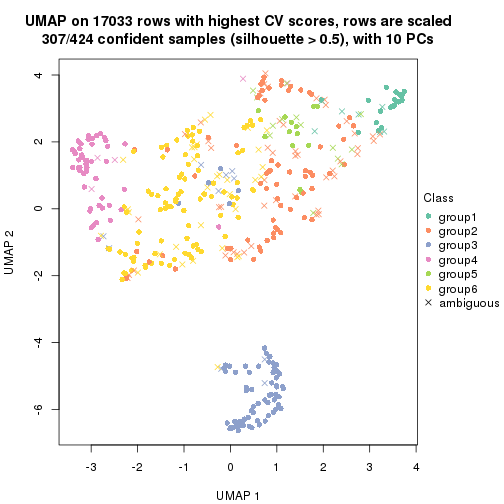 UMAP on 17033 rows with highest CV scores, rows are scaled
307/424 confident samples (silhouette > 0.5), with 10 PCs
4
2
0
-2
-4
-6
UMAP 2
-3
-2
-1
0
1
2
3
4
UMAP 1
Class
group1
group2
group3
group4
group5
group6
ambiguous